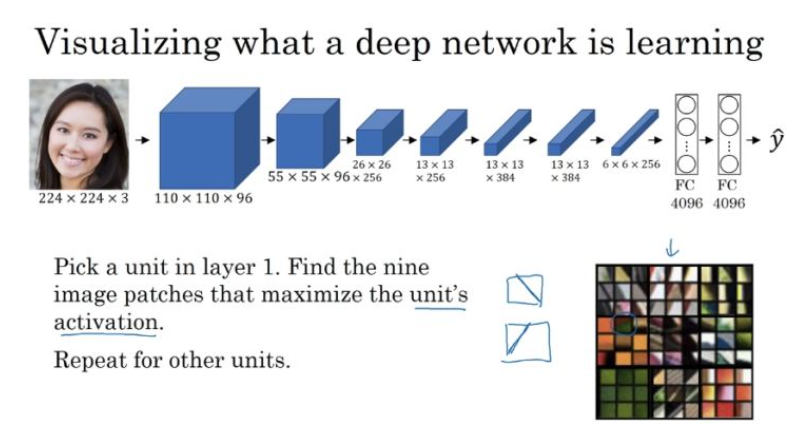 Visualizing what a deep network is learning
224 × 224 × 3
110 × 110 × 96
55 × 55 × 96
26 × 26
× 256
13 × 13
× 256
13 × 13
× 384
13 × 13
× 384
6 × 6 × 256
FC
4096
FC
4096
ŷ
Pick a unit in layer 1. Find the nine
image patches that maximize the unit's
activation.
Repeat for other units.